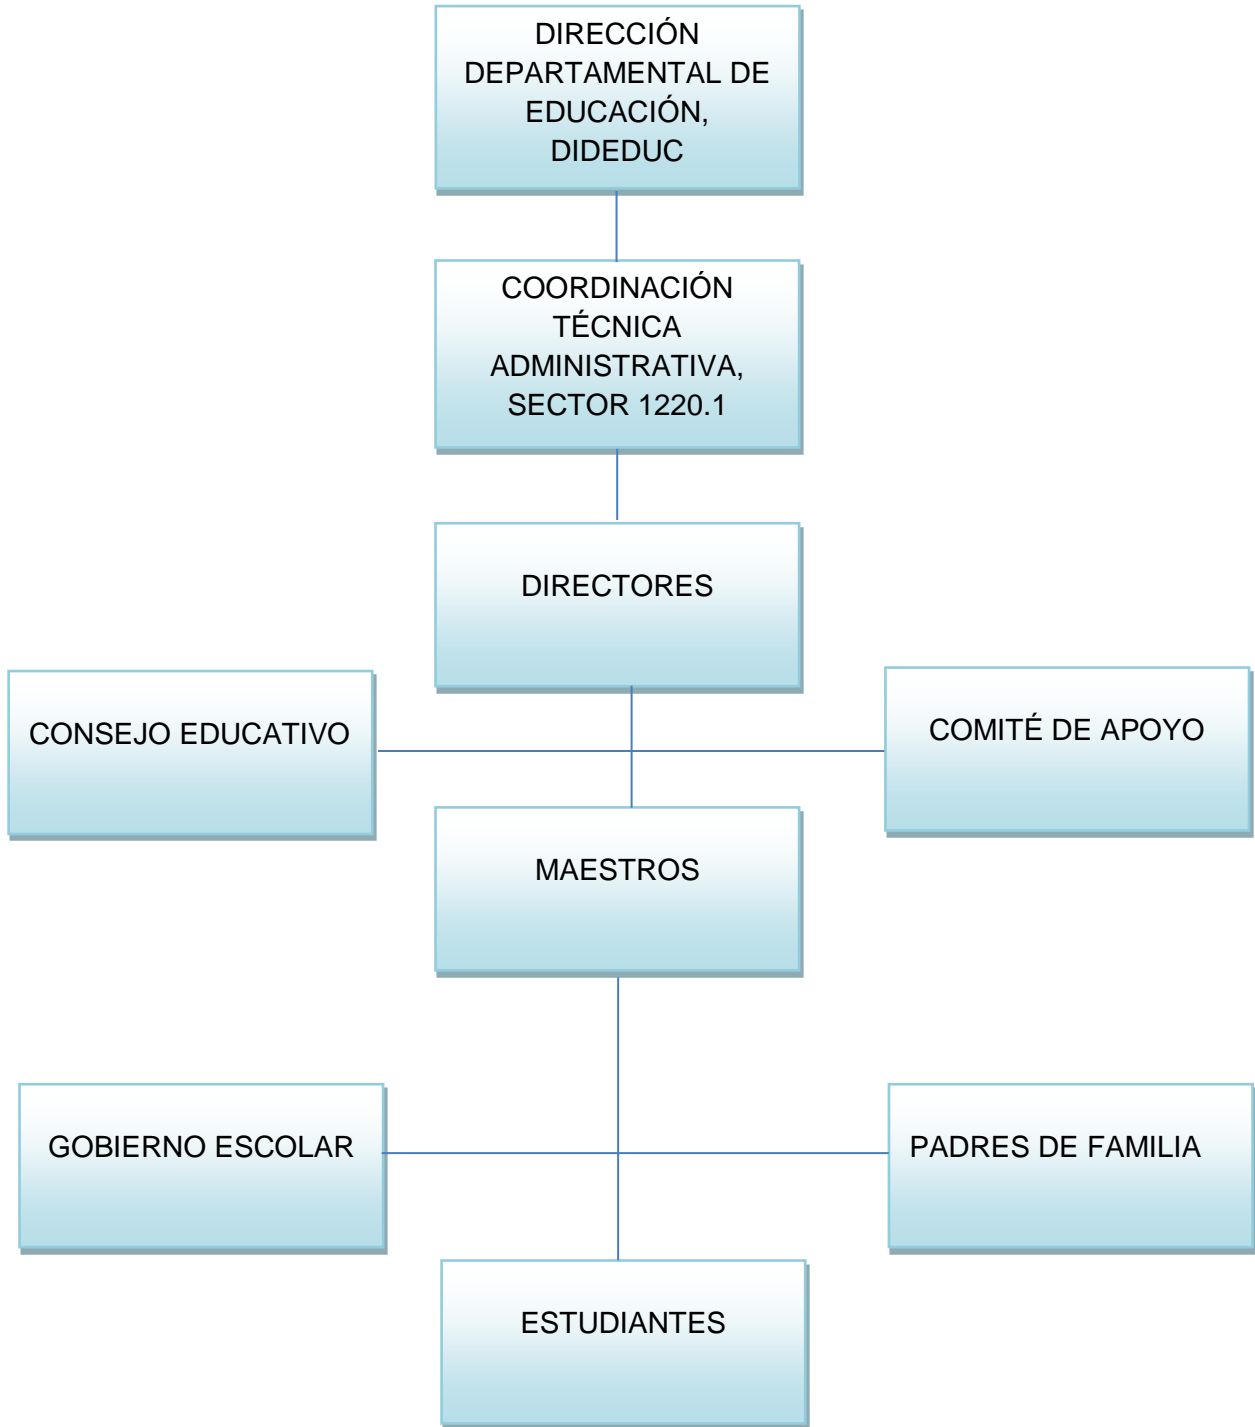 DIRECCIÓN
DEPARTAMENTAL DE
EDUCACIÓN,
DIDEDUC
COORDINACIÓN
TÉCNICA
ADMINISTRATIVA,
SECTOR 1220.1
DIRECTORES
CONSEJO EDUCATIVO
COMITÉ DE APOYO
MAESTROS
GOBIERNO ESCOLAR
PADRES DE FAMILIA
ESTUDIANTES